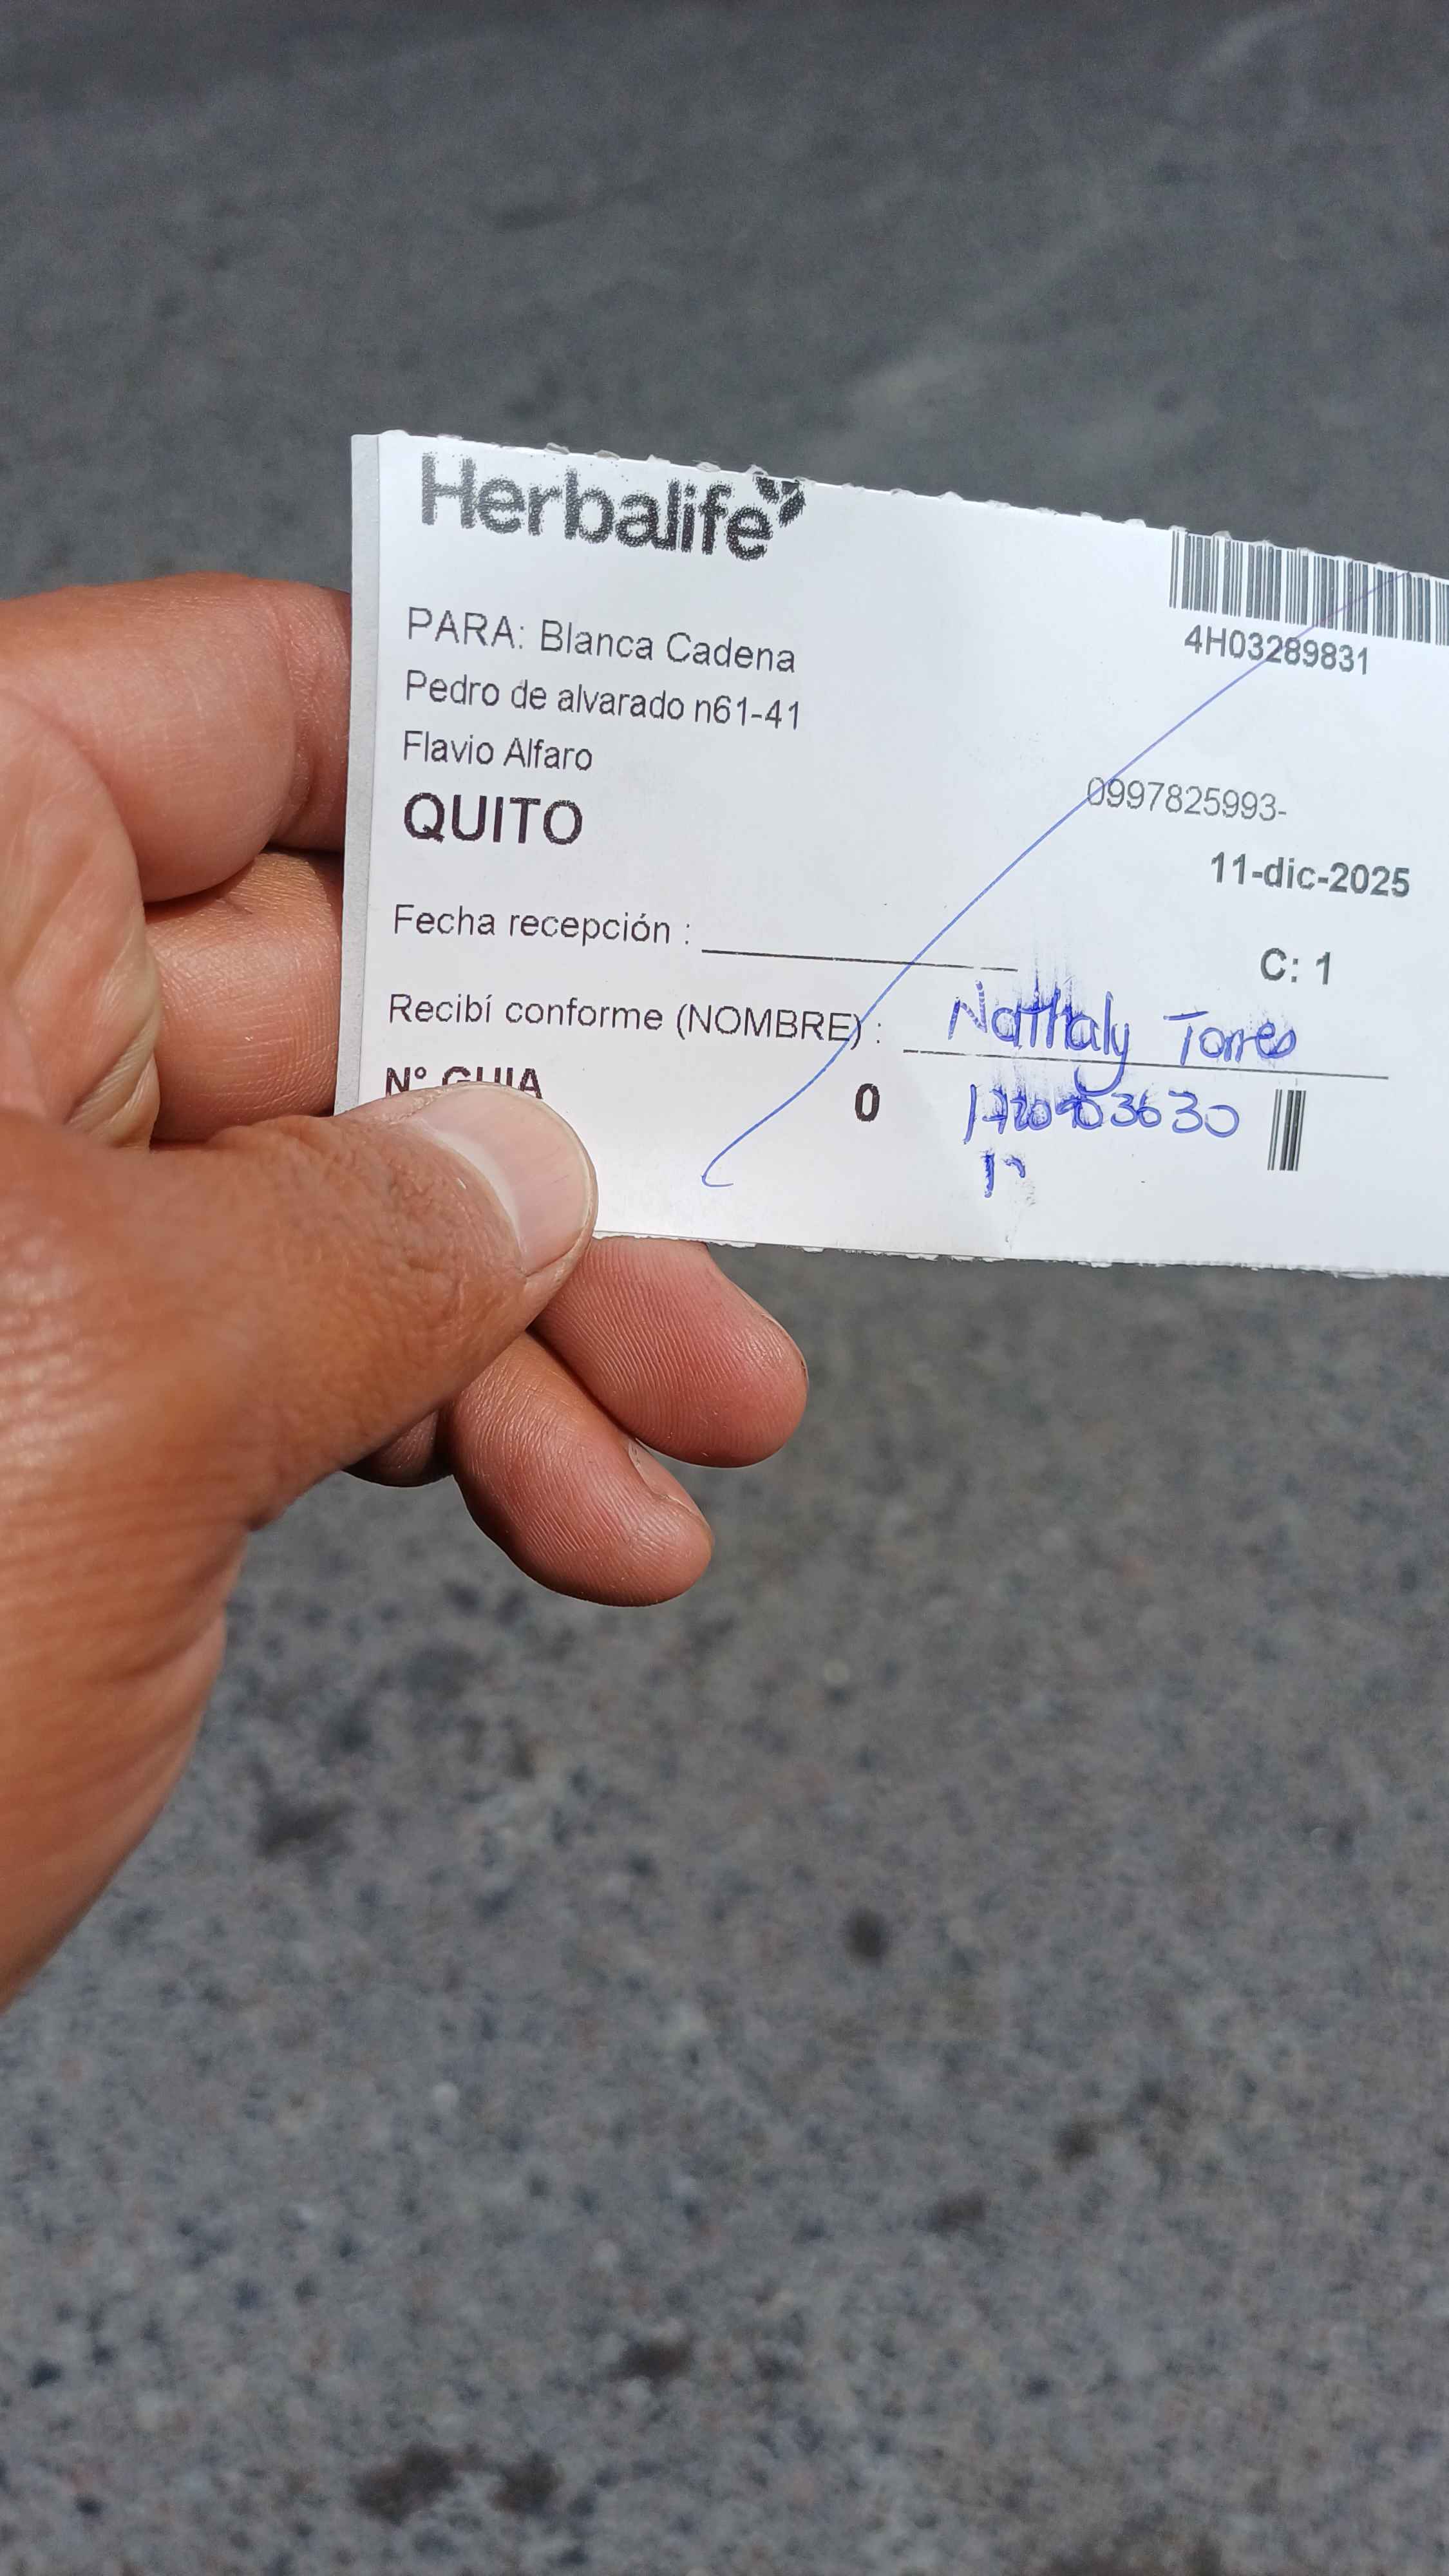 Herbalife
4H03289831
PARA: Blanca Cadena
Pedro de alvarado n61-41
Flavio Alfaro
0997825993-
QUITO
11-dic-2025
Fecha recepción :
C: 1
Recibí conforme (NOMBRE) : Nathaly Torres
N° GUIA 0